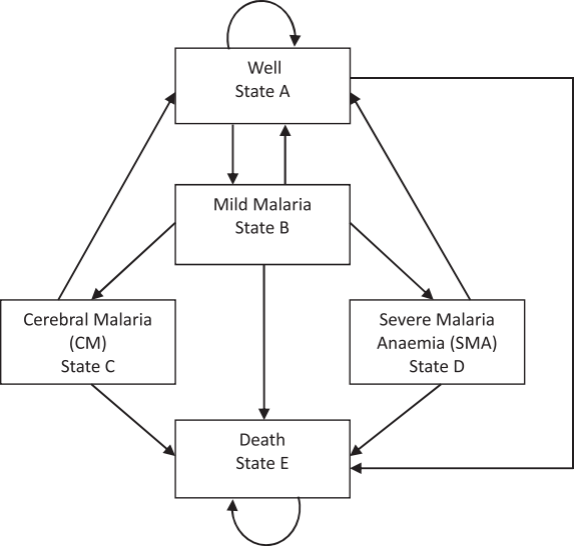 Well
State A
Mild Malaria
State B
Cerebral Malaria
(CM)
State C
Severe Malaria
Anaemia (SMA)
State D
Death
State E